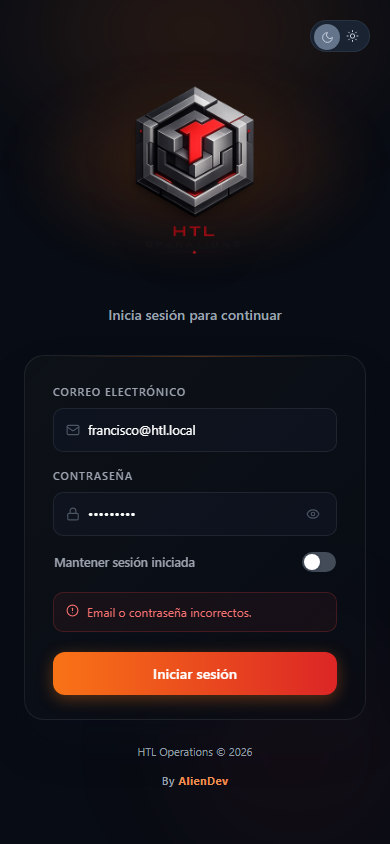 HTL
Inicia sesión para continuar
CORREO ELECTRÓNICO
francisco@htl.local
CONTRASEÑA
•••••••••
Mantener sesión iniciada
Email o contraseña incorrectos.
Iniciar sesión
HTL Operations © 2026
By AlienDev